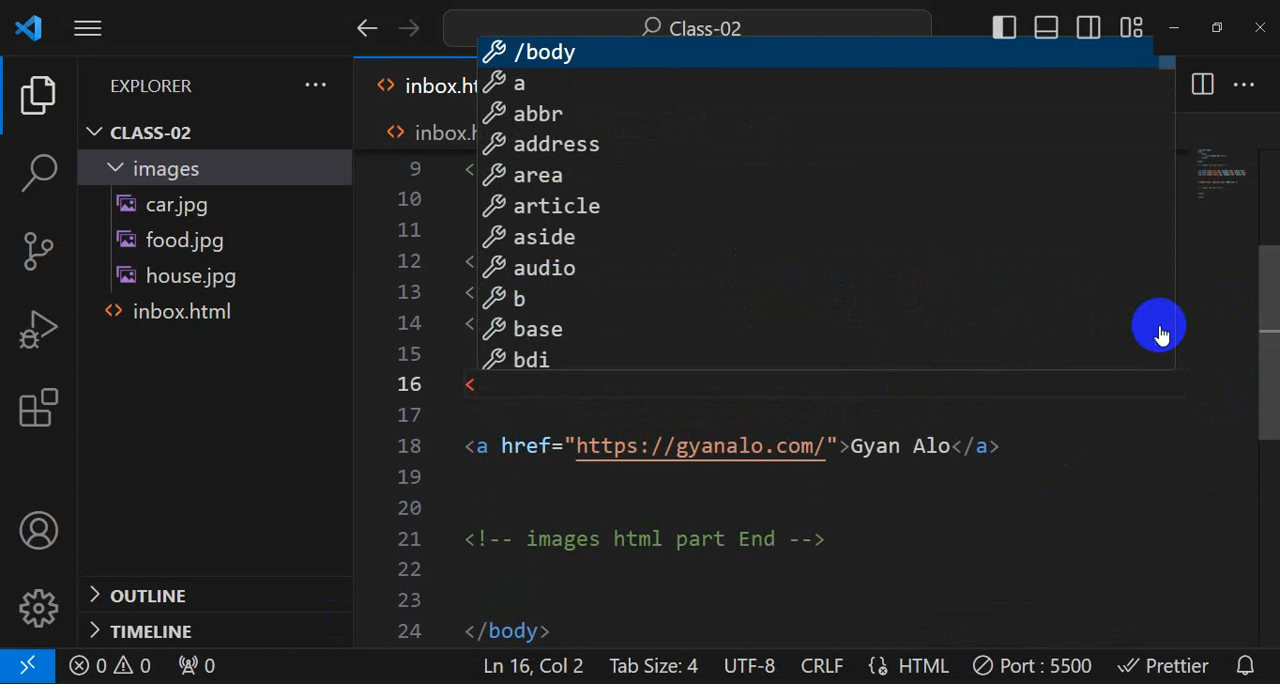 Class-02
EXPLORER
CLASS-02
images
car.jpg
food.jpg
house.jpg
inbox.html
OUTLINE
TIMELINE
/body
a
abbr
address
area
article
aside
audio
b
base
bdi
9 <
10
11
12 <
13 <
14 <
15
16 <
17
18 <a href="https://gyanalo.com/">Gyan Alo</a>
19
20
21 <!-- images html part End -->
22
23
24 </body>
0 0 0 Ln 16, Col 2 Tab Size: 4 UTF-8 CRLF HTML Port : 5500 Prettier